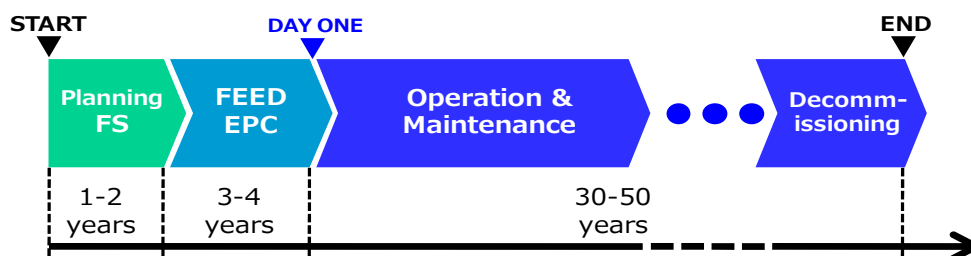 START
DAY ONE
END
Planning
FS
FEED
EPC
Operation &
Maintenance
Decomm-
issioning
1-2
years
3-4
years
30-50
years